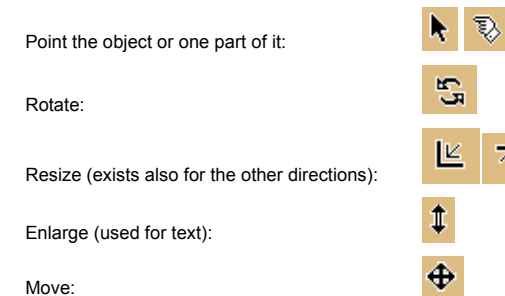 Point the object or one part of it:
Rotate:
Resize (exists also for the other directions):
Enlarge (used for text):
Move: